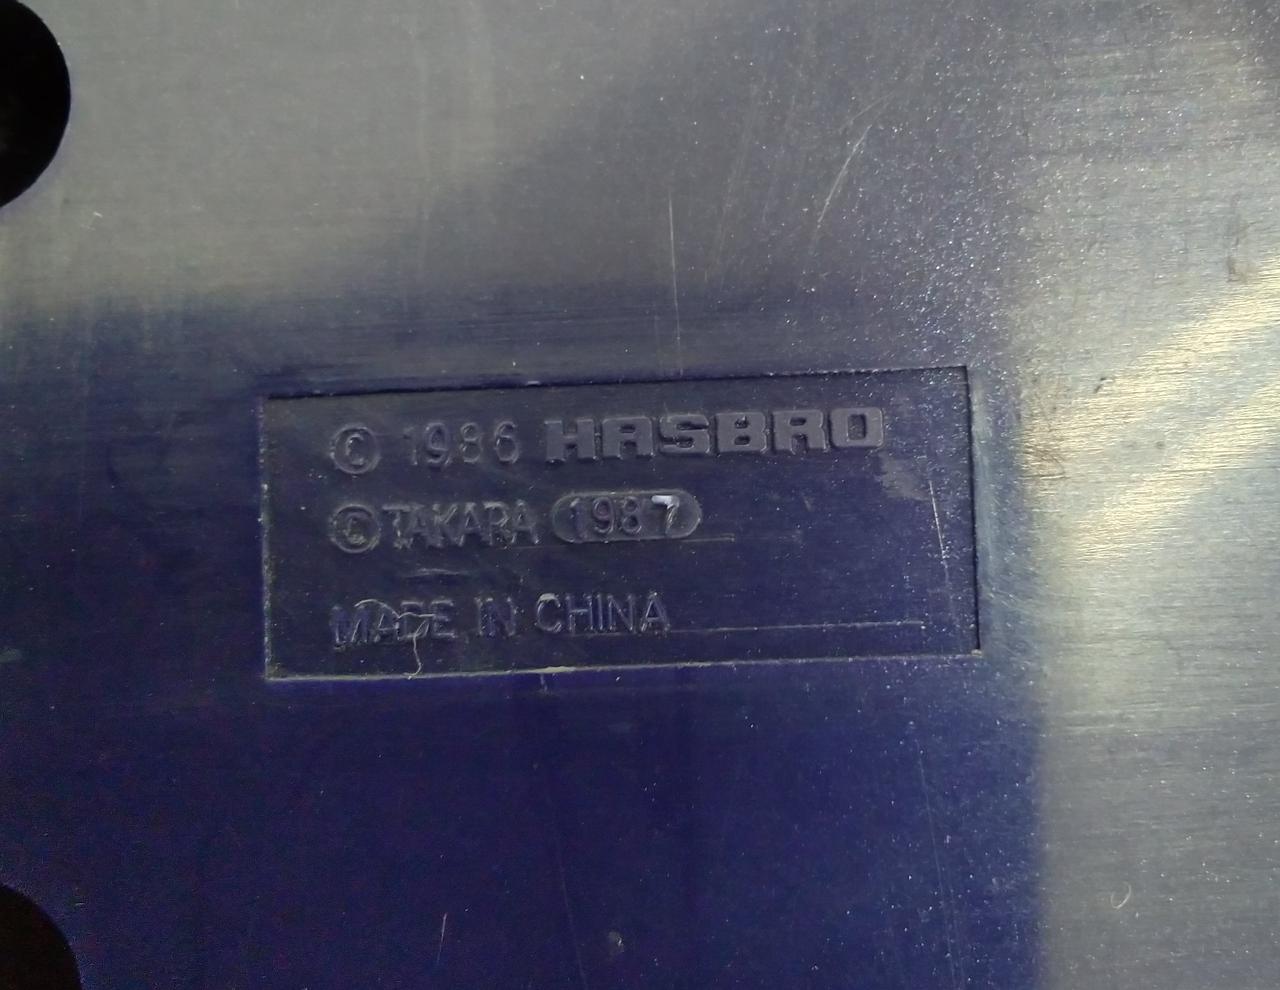 © 1986 HASBRO
© TAKARA 1987
MADE IN CHINA